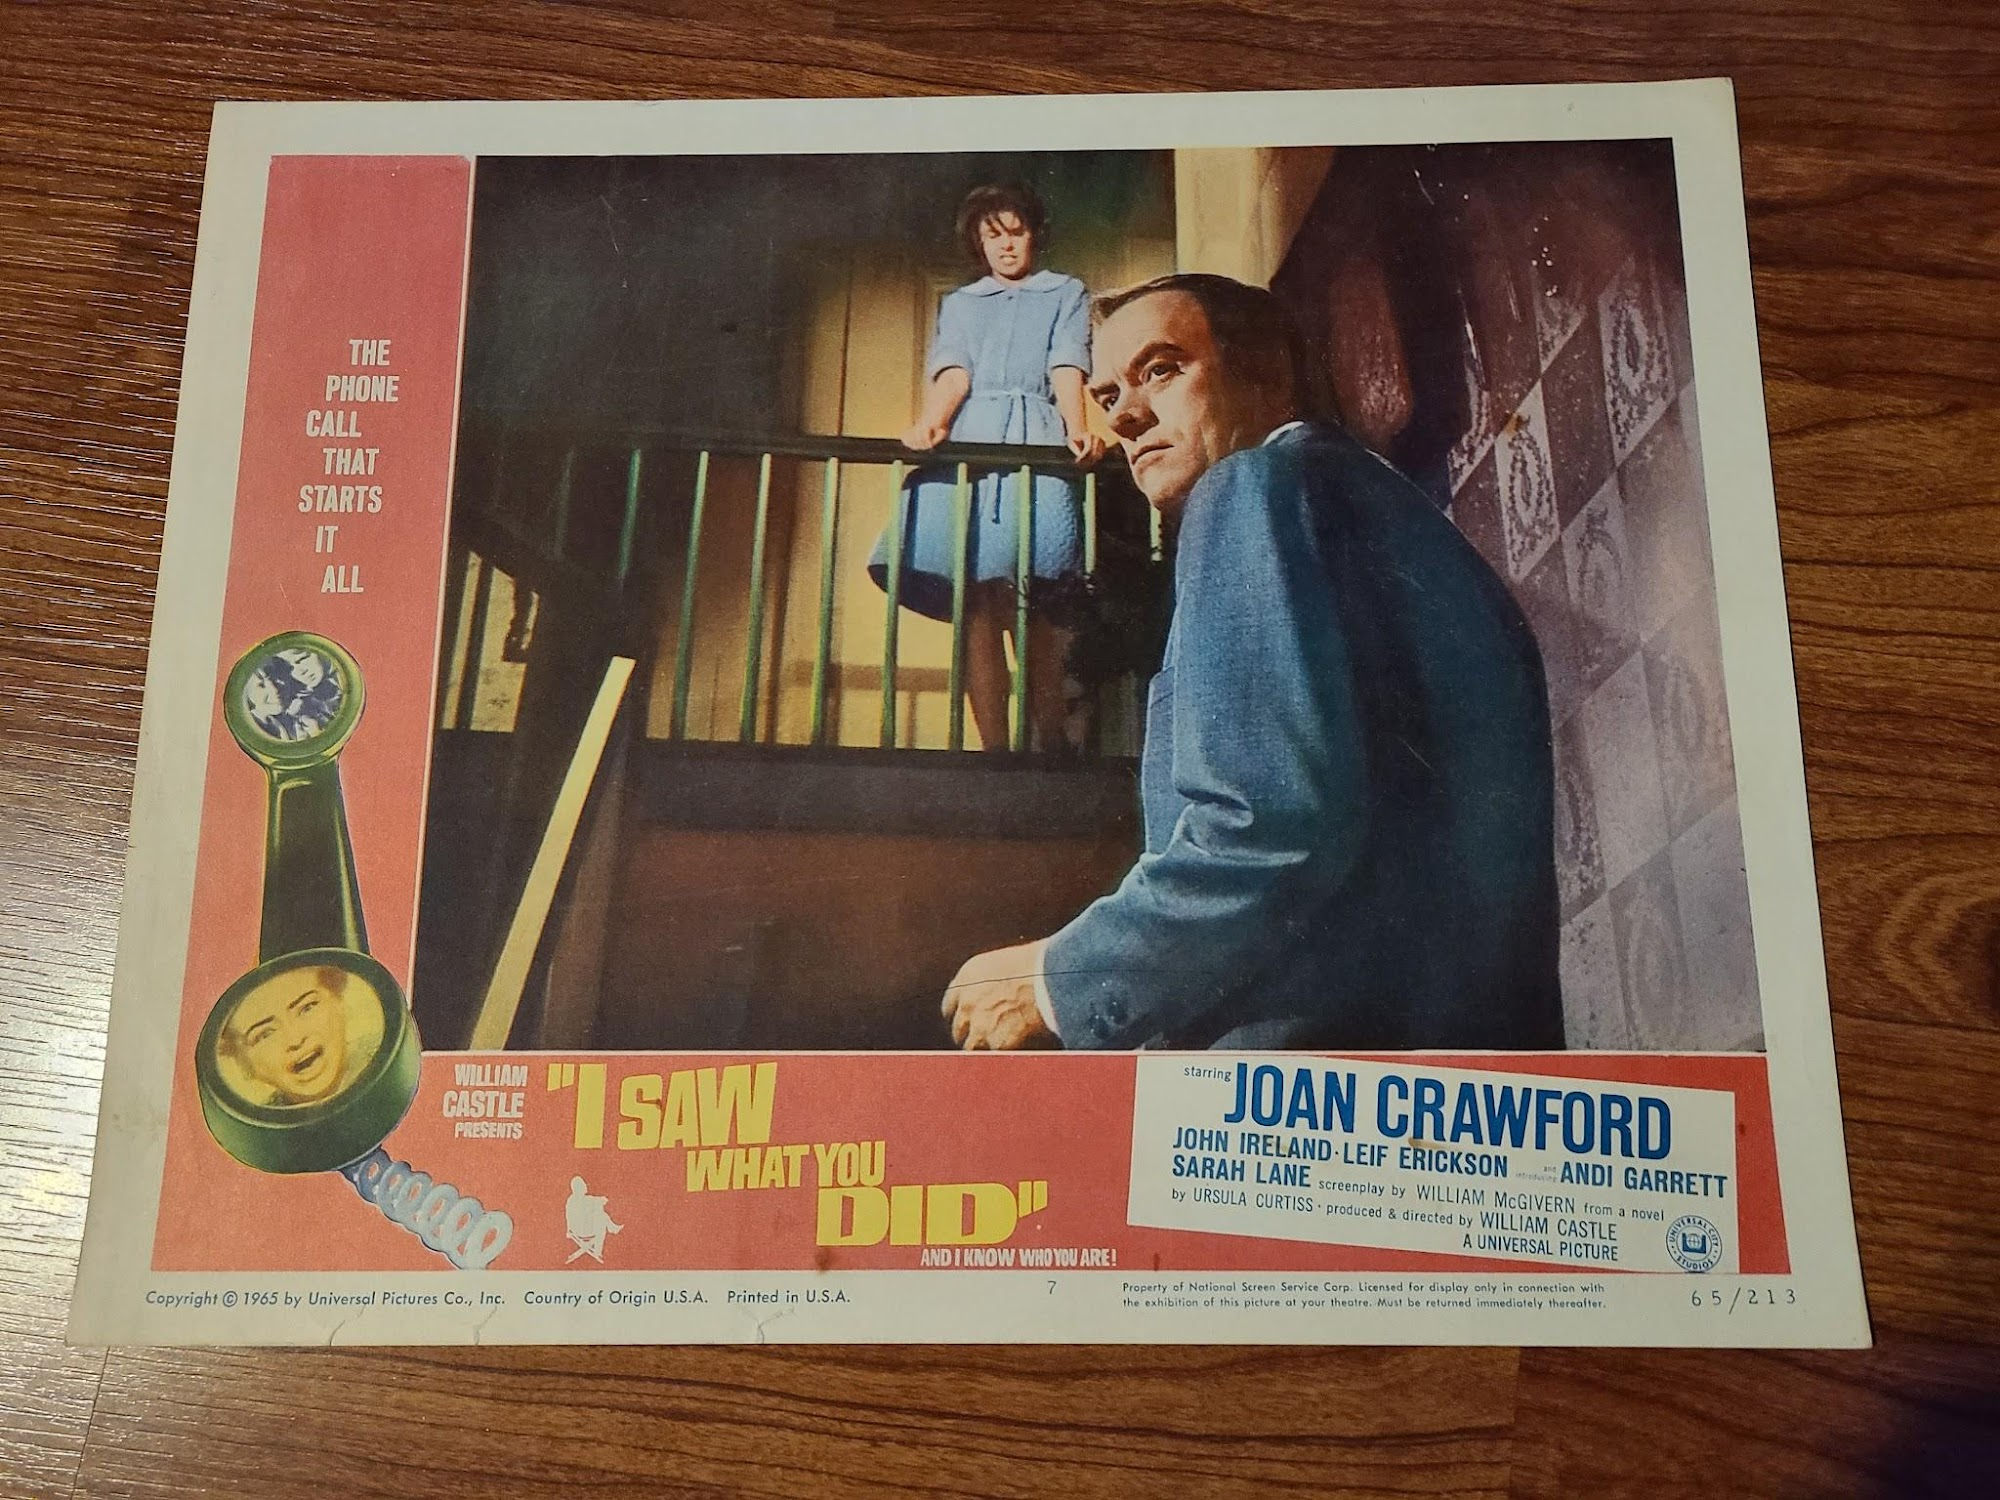 THE
PHONE
CALL
THAT
STARTS
IT
ALL
WILLIAM
CASTLE
PRESENTS
"I SAW
WHAT YOU
DID"
AND I KNOW WHO YOU ARE!
starring JOAN CRAWFORD
JOHN IRELAND · LEIF ERICKSON and introducing ANDI GARRETT
SARAH LANE screenplay by WILLIAM McGIVERN from a novel
by URSULA CURTISS · produced & directed by WILLIAM CASTLE
A UNIVERSAL PICTURE
UNIVERSAL CITY STUDIOS
Copyright © 1965 by Universal Pictures Co., Inc. Country of Origin U.S.A. Printed in U.S.A.
7
Property of National Screen Service Corp. Licensed for display only in connection with
the exhibition of this picture at your theatre. Must be returned immediately thereafter.
65/213